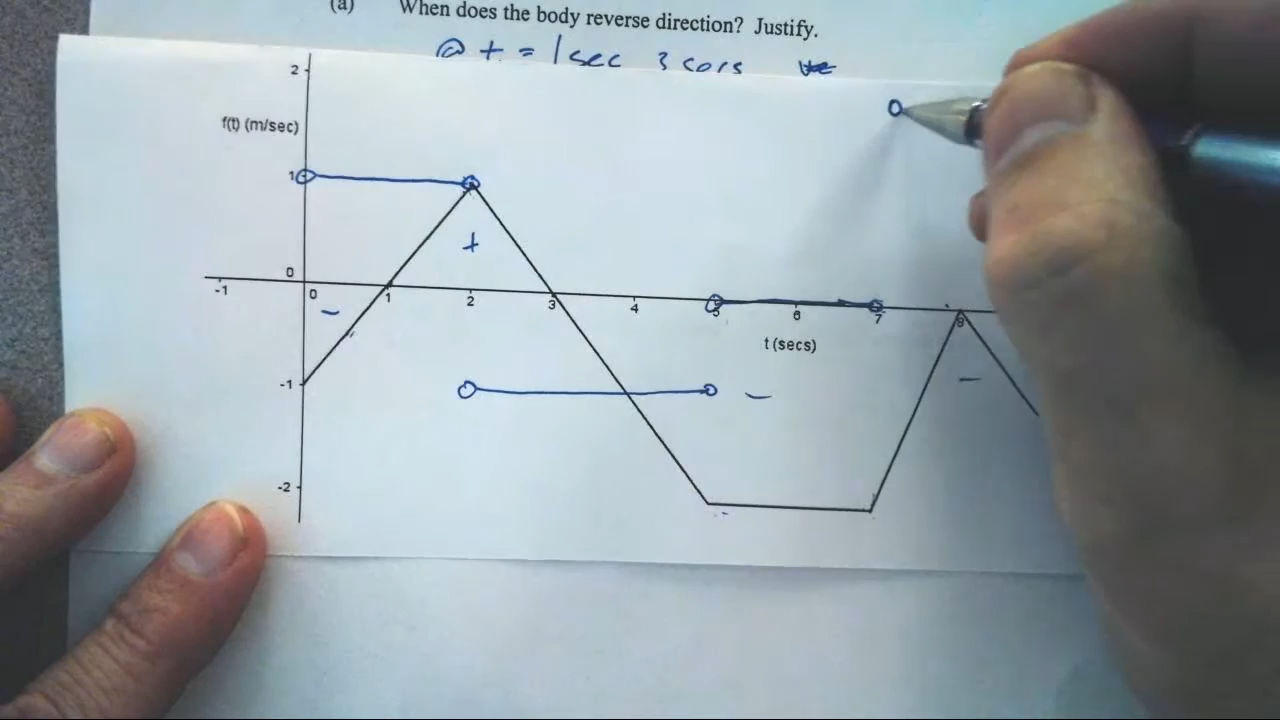 (a) When does the body reverse direction? Justify.
@ t = 1 sec 3
2
f(t) (m/sec)
1
0
-1 0 1 2 3 4 5 6 7 8
t (secs)
-1
-2